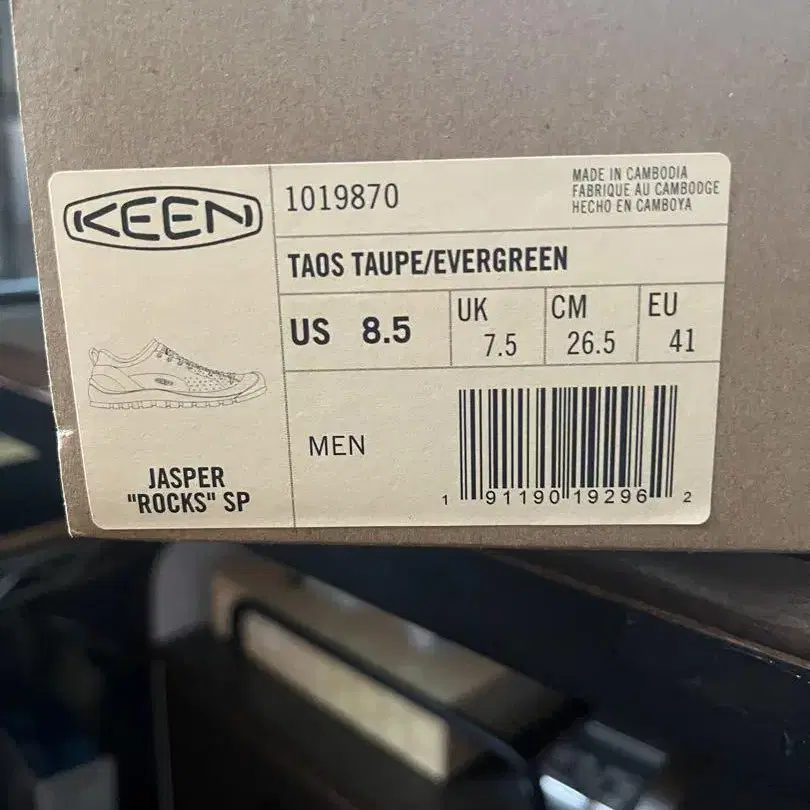 KEEN
1019870
MADE IN CAMBODIA
FABRIQUE AU CAMBODGE
HECHO EN CAMBOYA
TAOS TAUPE/EVERGREEN
US 8.5
UK 7.5
CM 26.5
EU 41
KEEN
JASPER
"ROCKS" SP
MEN
1 91190 19296 2